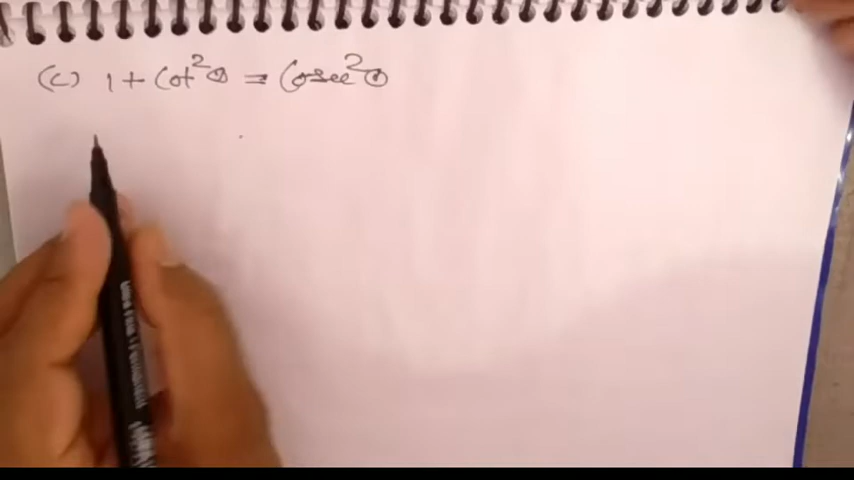 (c) 1 + Cot²θ = Cosec²θ